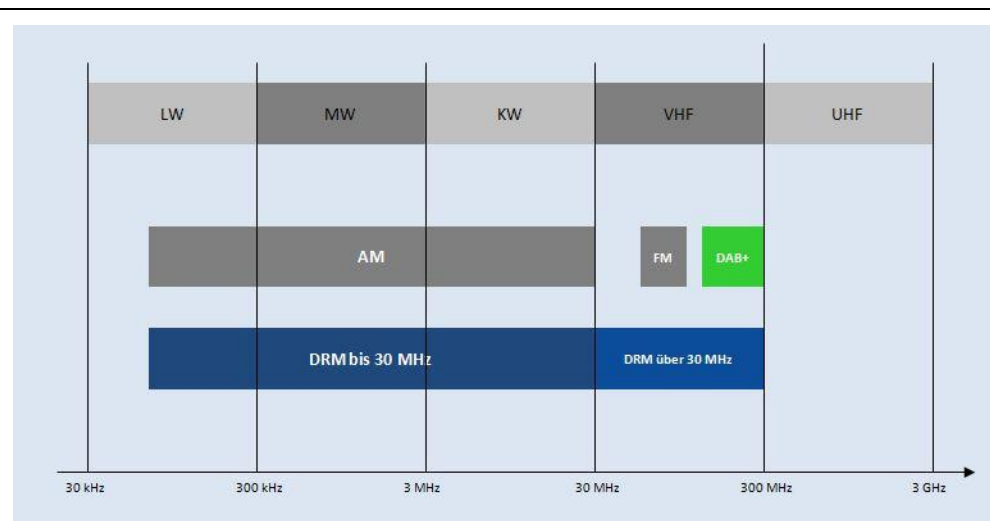 LW MW KW VHF UHF
AM FM DAB+
DRM bis 30 MHz DRM über 30 MHz
30 kHz 300 kHz 3 MHz 30 MHz 300 MHz 3 GHz